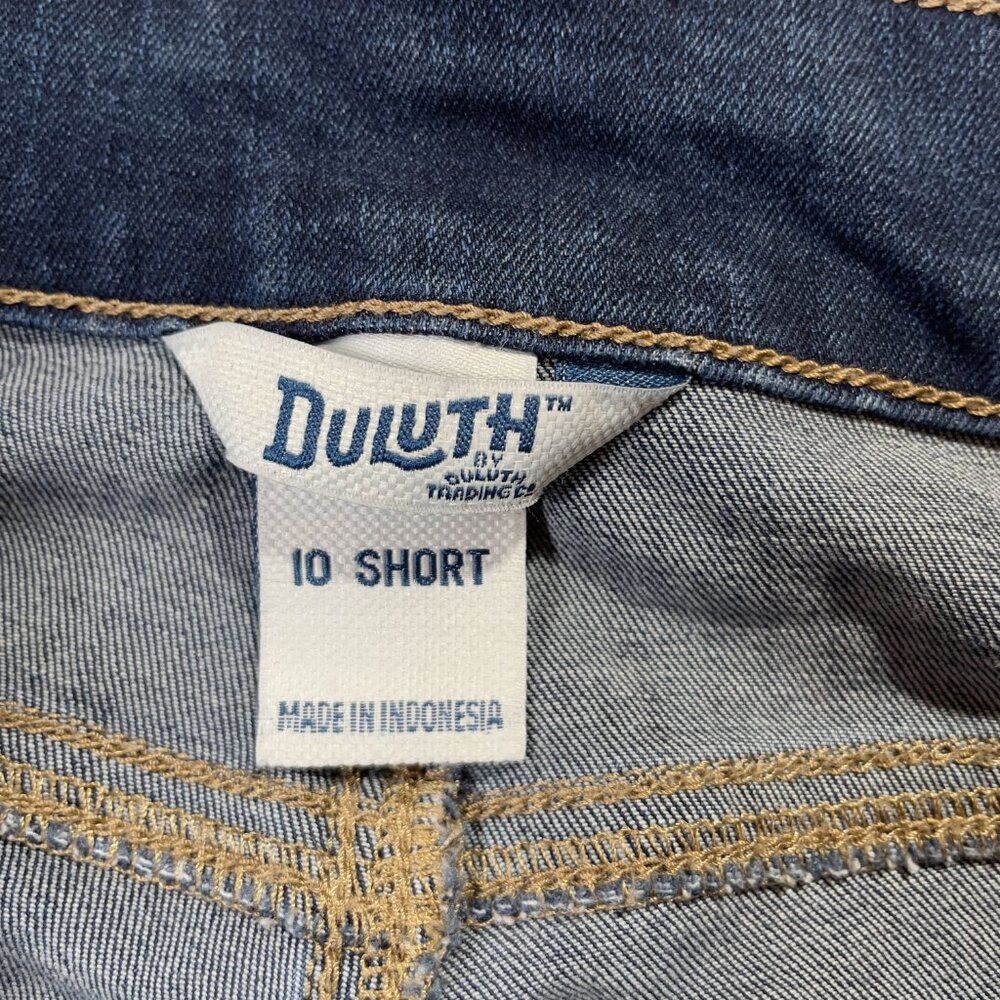 DULUTH™
BY
DULUTH
TRADING CO
10 SHORT
MADE IN INDONESIA